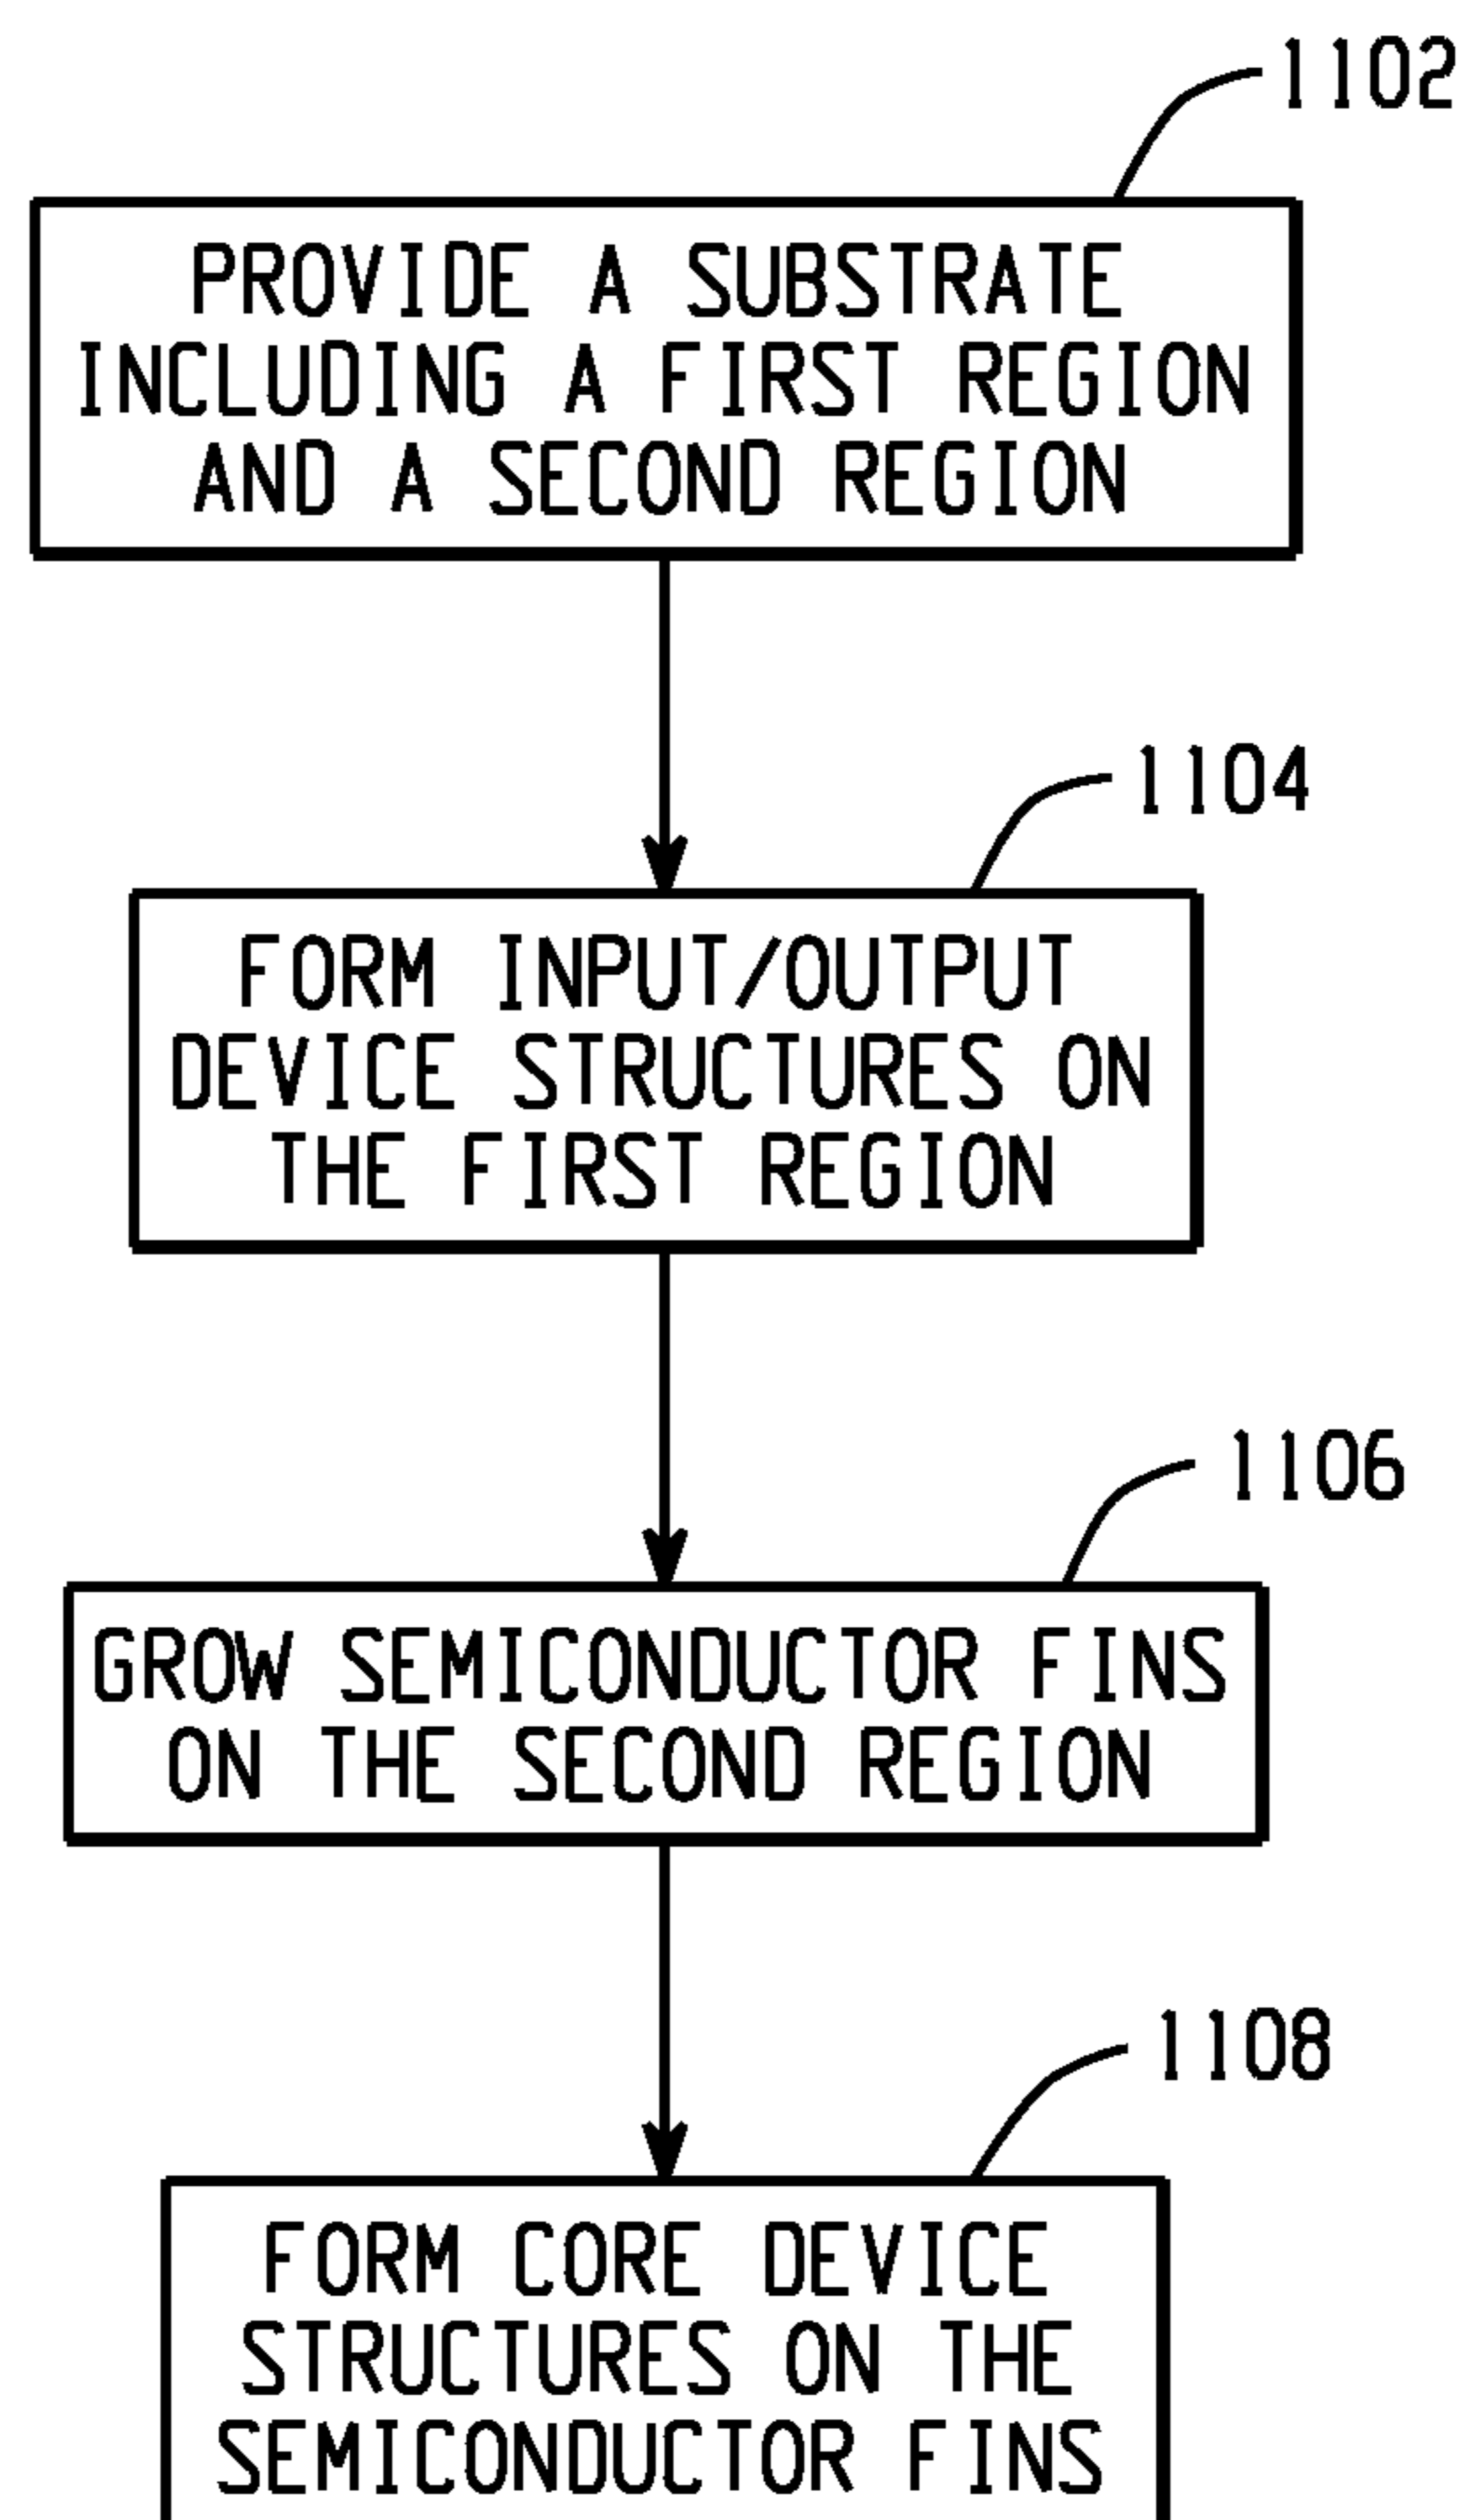 1102
PROVIDE A SUBSTRATE
INCLUDING A FIRST REGION
AND A SECOND REGION
1104
FORM INPUT/OUTPUT
DEVICE STRUCTURES ON
THE FIRST REGION
1106
GROW SEMICONDUCTOR FINS
ON THE SECOND REGION
1108
FORM CORE DEVICE
STRUCTURES ON THE
SEMICONDUCTOR FINS